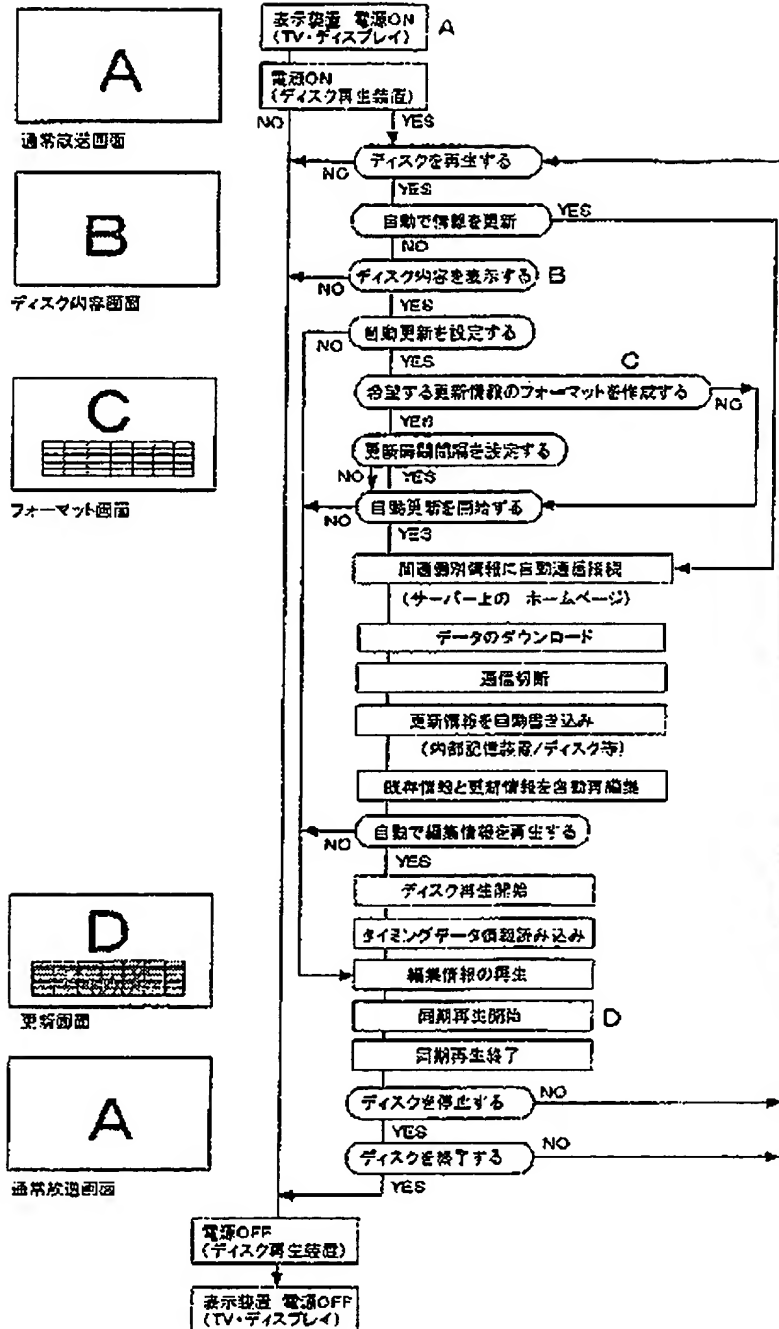 A
通常放送画面
B
ディスク内容画面
C
フォーマット画面
D
更新画面
A
通常放送画面
表示装置 電源ON
(TV・ディスプレイ)
A
電源ON
(ディスク再生装置)
NO
YES
ディスクを再生する
NO
YES
自動で情報を更新
YES
NO
ディスク内容を表示する
B
NO
YES
自動更新を設定する
NO
YES
C
希望する更新情報のフォーマットを作成する
NO
YES
更新時間間隔を設定する
NO
YES
自動更新を開始する
NO
YES
関連個別情報に自動通信接続
(サーバー上の ホームページ)
データのダウンロード
通信切断
更新情報を自動書き込み
(内部記憶装置/ディスク等)
既存情報と更新情報を自動再編集
自動で編集情報を再生する
NO
YES
ディスク再生開始
タイミングデータ情報読み込み
編集情報の再生
同期再生開始
D
同期再生終了
ディスクを停止する
NO
YES
ディスクを終了する
NO
YES
電源OFF
(ディスク再生装置)
表示装置 電源OFF
(TV・ディスプレイ)